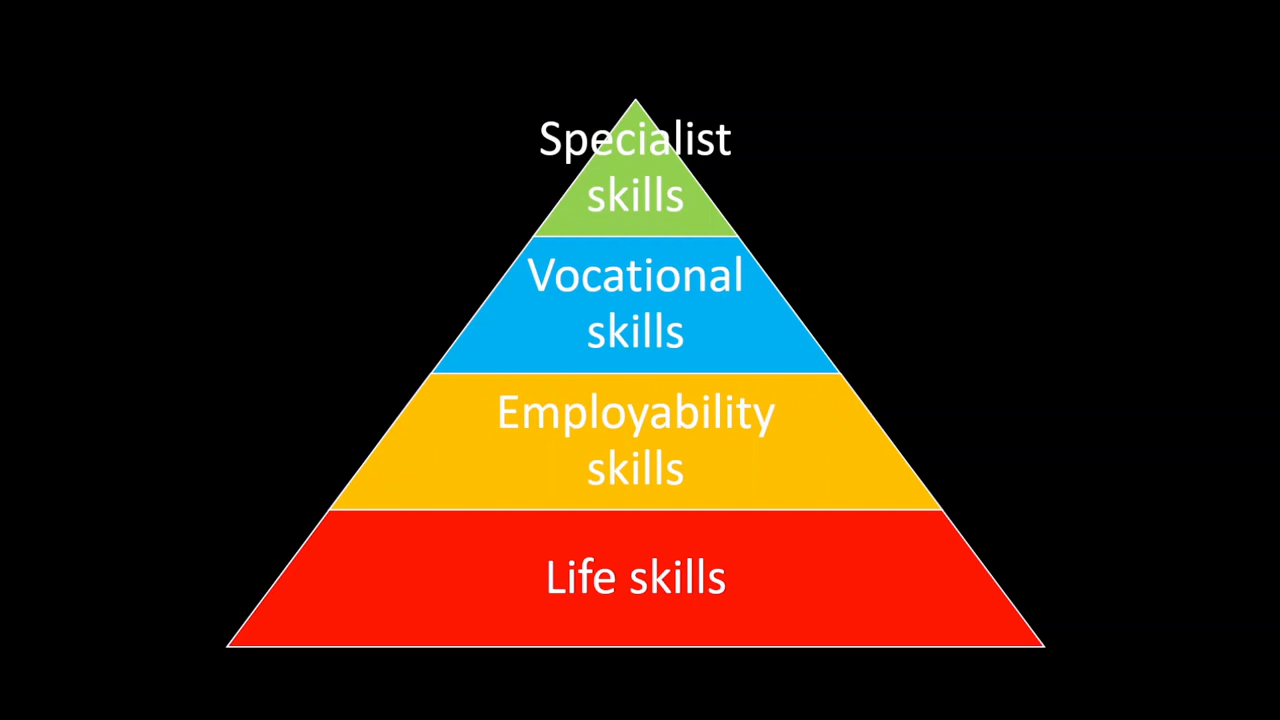 Specialist
skills
Vocational
skills
Employability
skills
Life skills